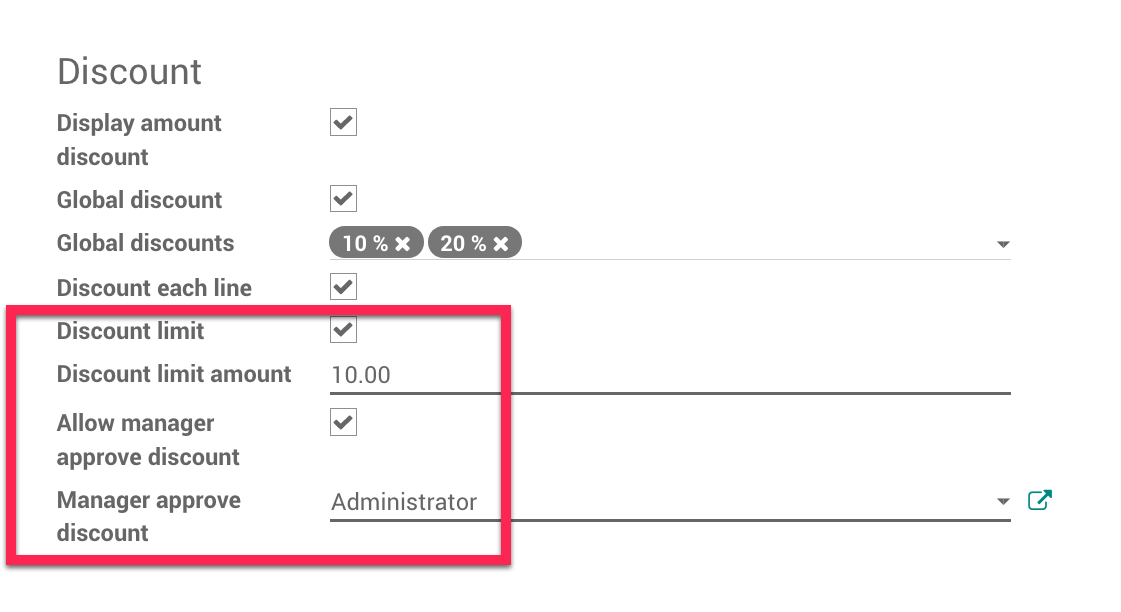 Discount
Display amount
discount
Global discount
Global discounts 10 % 20 %
Discount each line
Discount limit
Discount limit amount 10.00
Allow manager
approve discount
Manager approve Administrator
discount